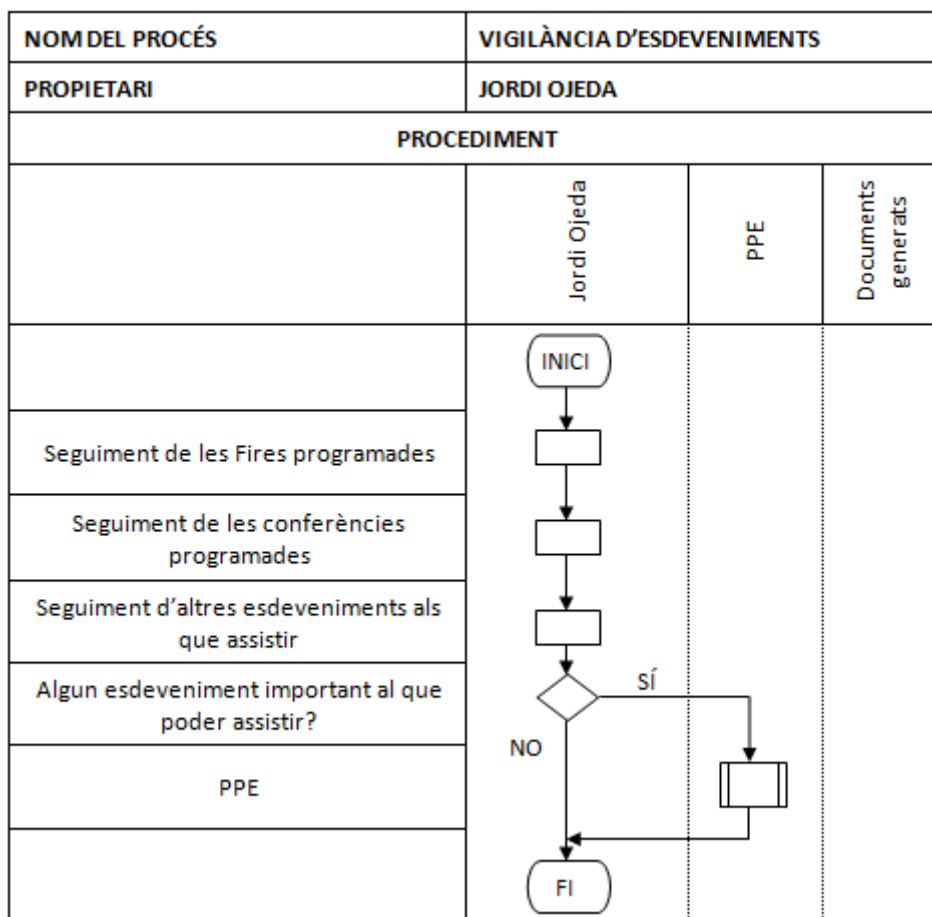 NOM DEL PROCÉS
VIGILÀNCIA D’ESDEVENIMENTS
PROPIETARI
JORDI OJEDA
PROCEDIMENT
Jordi Ojeda
PPE
Documents
generats
INICI
Seguiment de les Fires programades
Seguiment de les conferències
programades
Seguiment d’altres esdeveniments als
que assistir
Algun esdeveniment important al que
poder assistir?
SÍ
NO
PPE
FI